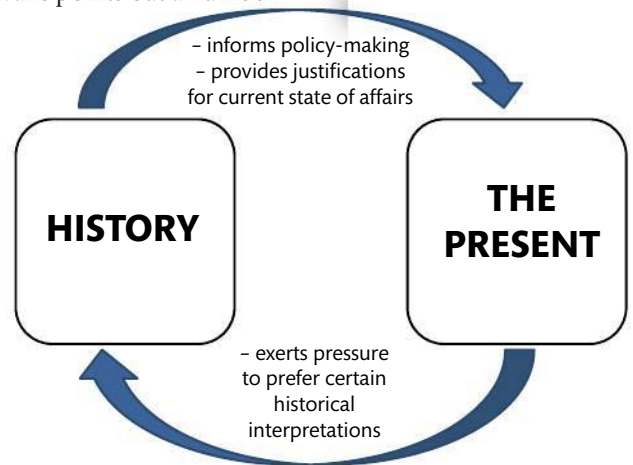 – informs policy-making
– provides justifications
for current state of affairs
HISTORY
THE
PRESENT
– exerts pressure
to prefer certain
historical
interpretations